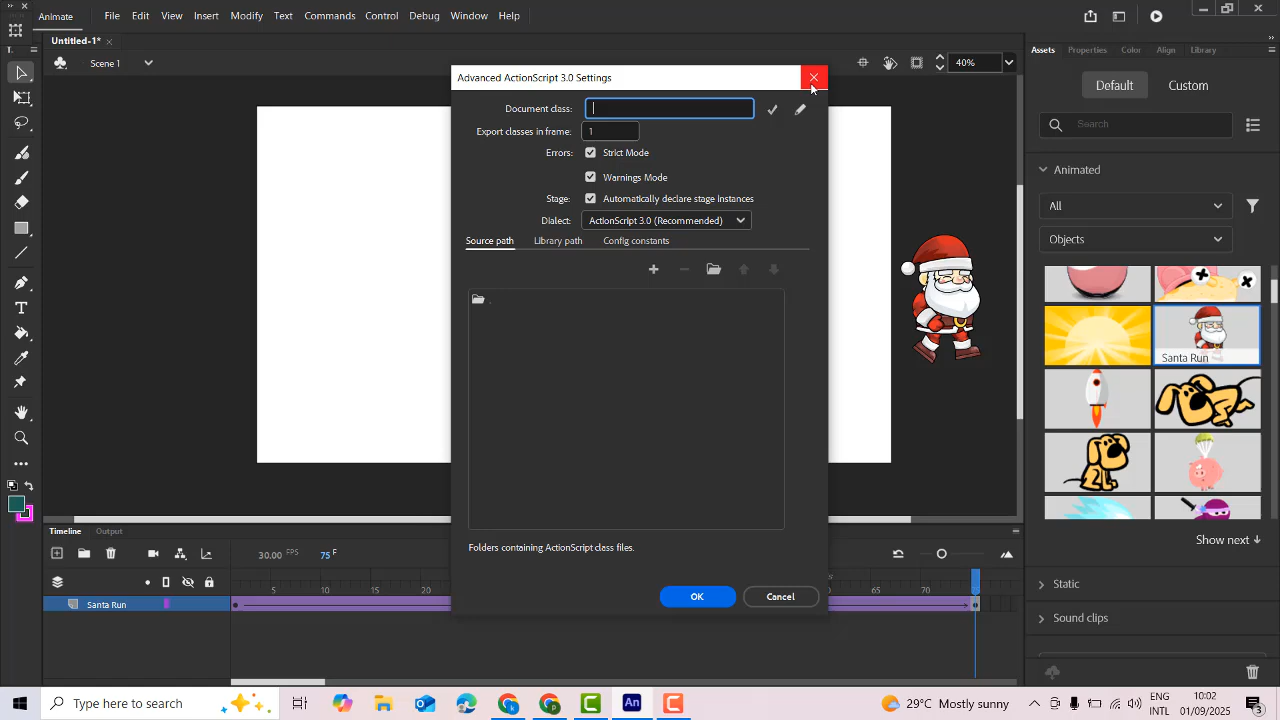 Animate File Edit View Insert Modify Text Commands Control Debug Window Help
Untitled-1*
Scene 1
40%
Advanced ActionScript 3.0 Settings
Document class:
Export classes in frame: 1
Errors: Strict Mode
Warnings Mode
Stage: Automatically declare stage instances
Dialect: ActionScript 3.0 (Recommended)
Source path Library path Config constants
.
Folders containing ActionScript class files.
OK Cancel
Assets Properties Color Align Library
Default Custom
Search
Animated
All
Objects
Santa Run
Show next
Static
Sound clips
Timeline Output
30.00 FPS 75 F
5 10 15 20 65 70
Santa Run
Type here to search
An
29°C Mostly sunny
ENG
INTL
10:02
01/09/2025
3